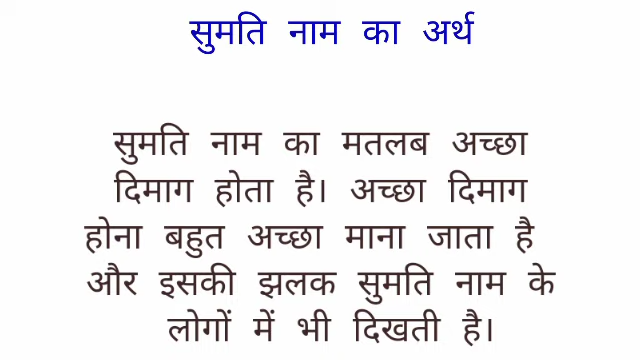 सुमति नाम का अर्थ
सुमति नाम का मतलब अच्छा
दिमाग होता है। अच्छा दिमाग
होना बहुत अच्छा माना जाता है
और इसकी झलक सुमति नाम के
लोगों में भी दिखती है।